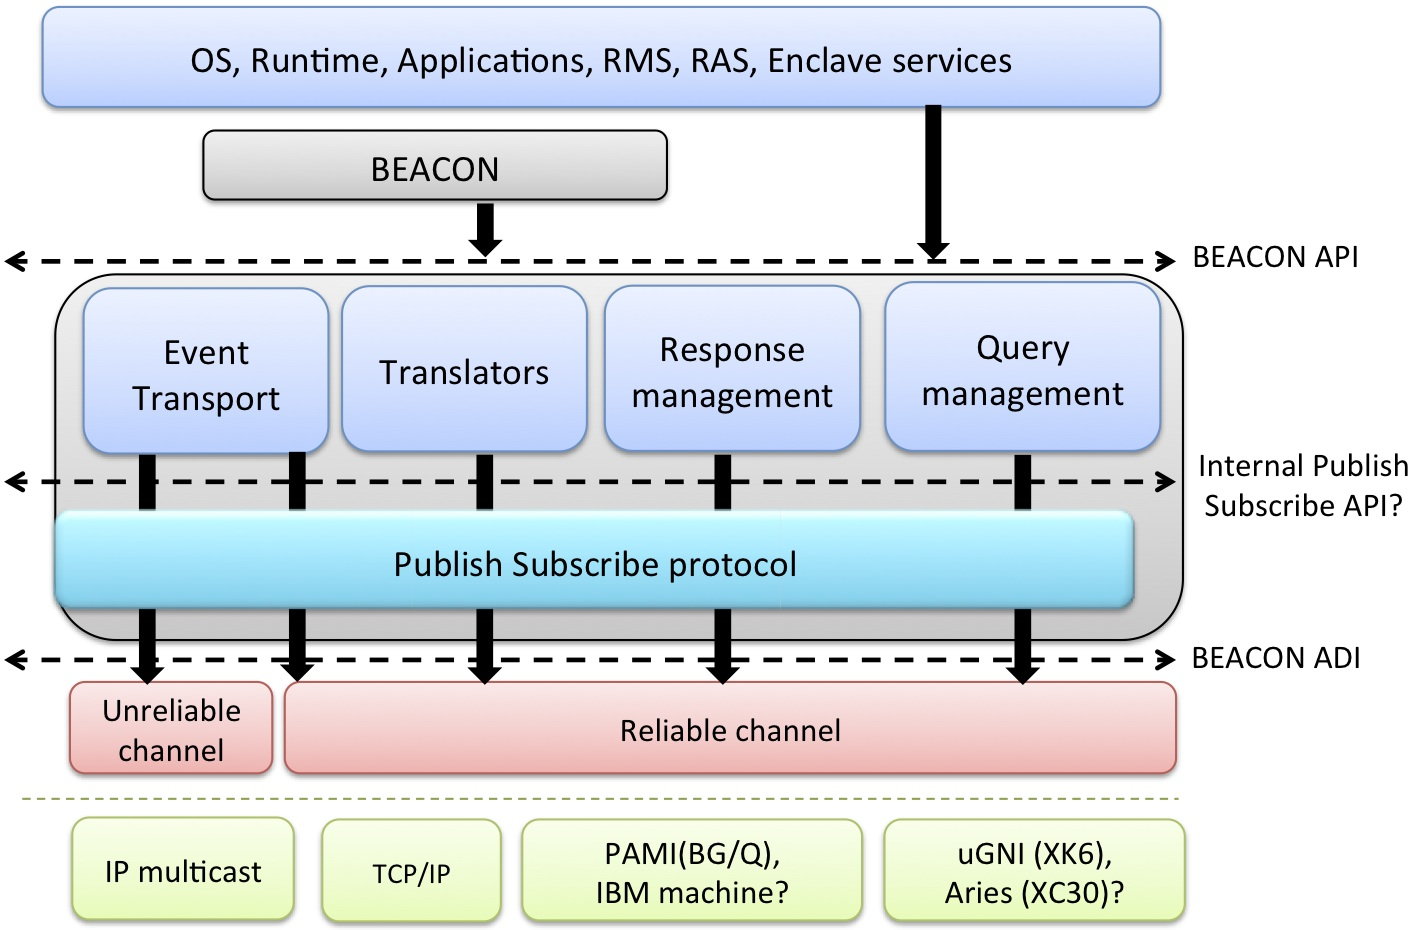 OS, Runtime, Applications, RMS, RAS, Enclave services
BEACON
BEACON API
Event
Transport
Translators
Response
management
Query
management
Internal Publish
Subscribe API?
Publish Subscribe protocol
BEACON ADI
Unreliable
channel
Reliable channel
IP multicast
TCP/IP
PAMI(BG/Q),
IBM machine?
uGNI (XK6),
Aries (XC30)?